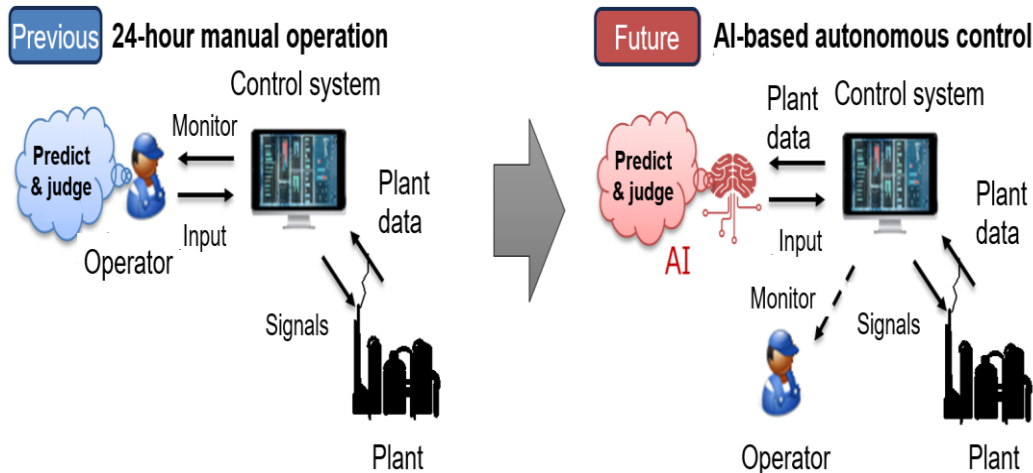 Previous
24-hour manual operation
Control system
Monitor
Predict
& judge
Input
Operator
Plant
data
Signals
Plant
Future
AI-based autonomous control
Control system
Plant
data
Predict
& judge
Input
AI
Plant
data
Monitor
Signals
Operator
Plant